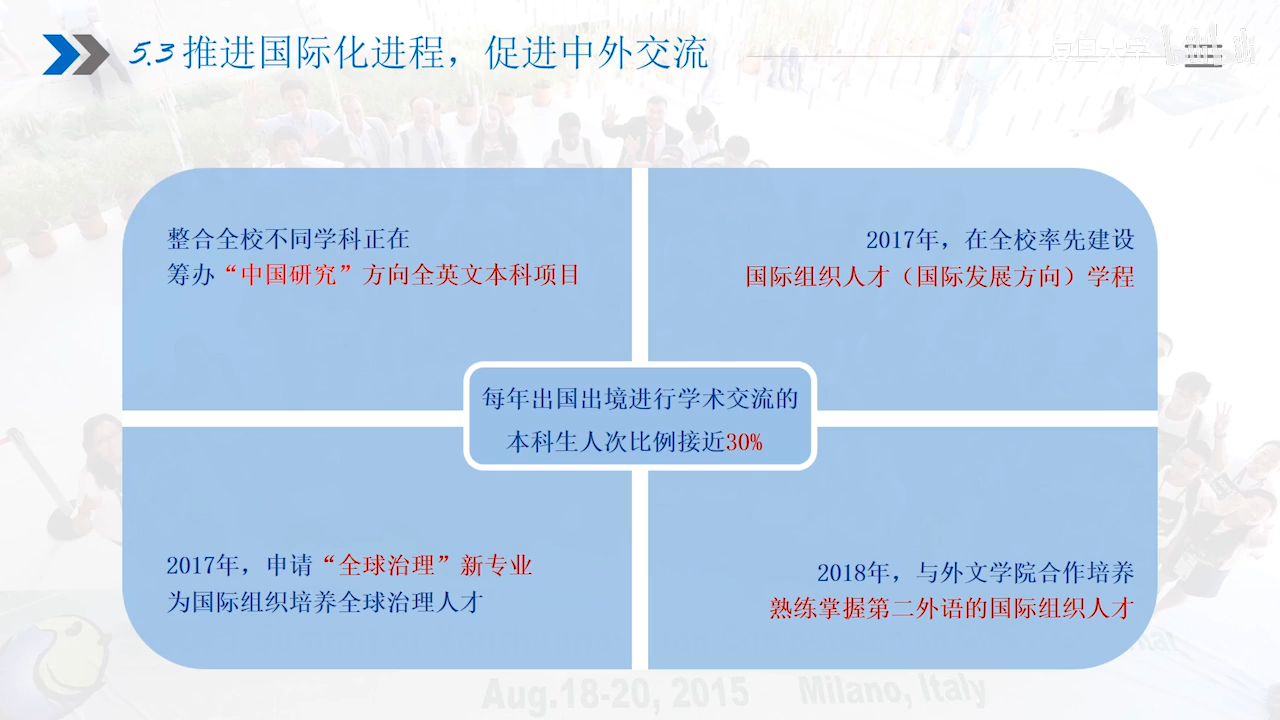 5.3 推进国际化进程，促进中外交流
复旦大学
整合全校不同学科正在
筹办“中国研究”方向全英文本科项目
2017年，在全校率先建设
国际组织人才（国际发展方向）学程
每年出国出境进行学术交流的
本科生人次比例接近30%
2017年，申请“全球治理”新专业
为国际组织培养全球治理人才
2018年，与外文学院合作培养
熟练掌握第二外语的国际组织人才
Aug.18-20, 2015 Milano, Italy